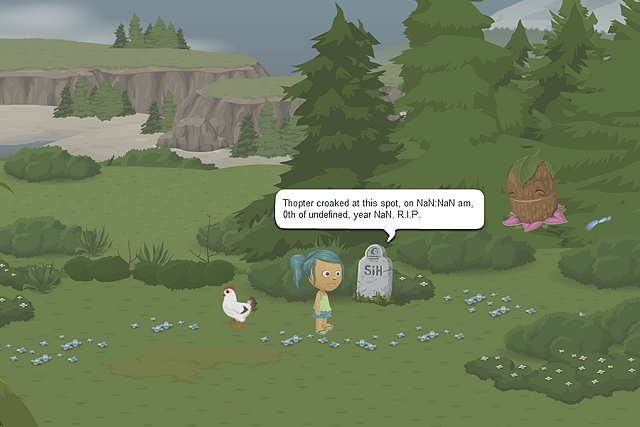 Thopter croaked at this spot, on NaN:NaN am,
0th of undefined, year NaN. R.I.P.
SiH